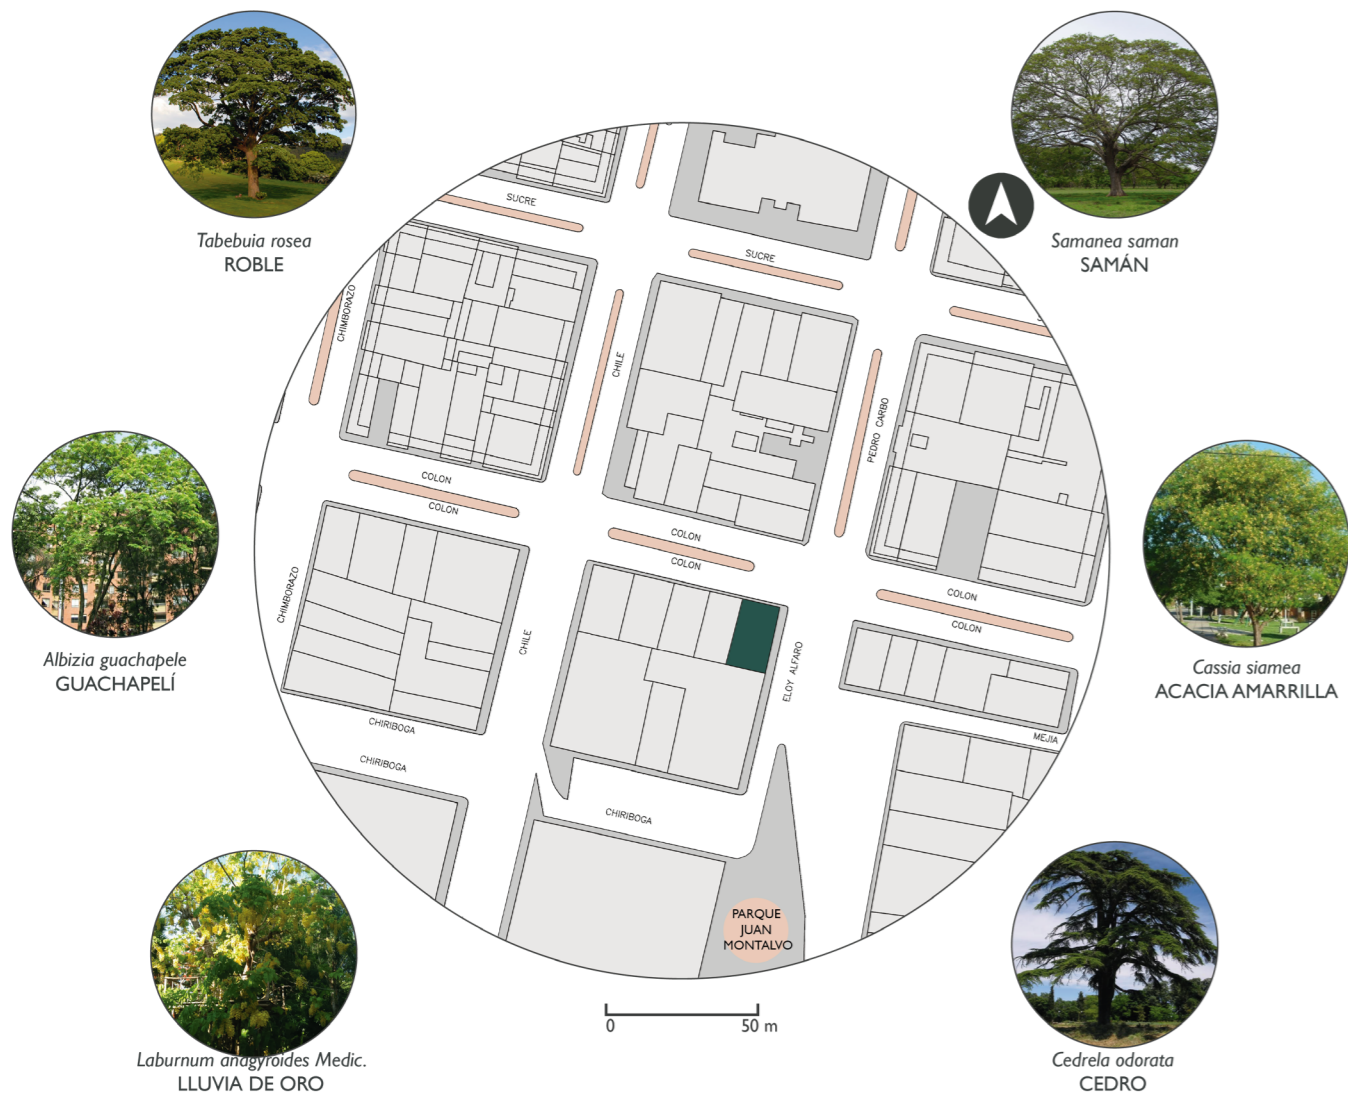 Tabebuia rosea
ROBLE
Samanea saman
SAMÁN
SUCRE
SUCRE
CHIMBORAZO
CHILE
PEDRO CARBO
COLON
COLON
COLON
COLON
COLON
COLON
CHIMBORAZO
CHILE
ELOY ALFARO
Albizia guachapele
GUACHAPELÍ
Cassia siamea
ACACIA AMARRILLA
CHIRIBOGA
CHIRIBOGA
MEJIA
CHIRIBOGA
PARQUE
JUAN
MONTALVO
0
50 m
Laburnum anagyroides Medic.
LLUVIA DE ORO
Cedrela odorata
CEDRO